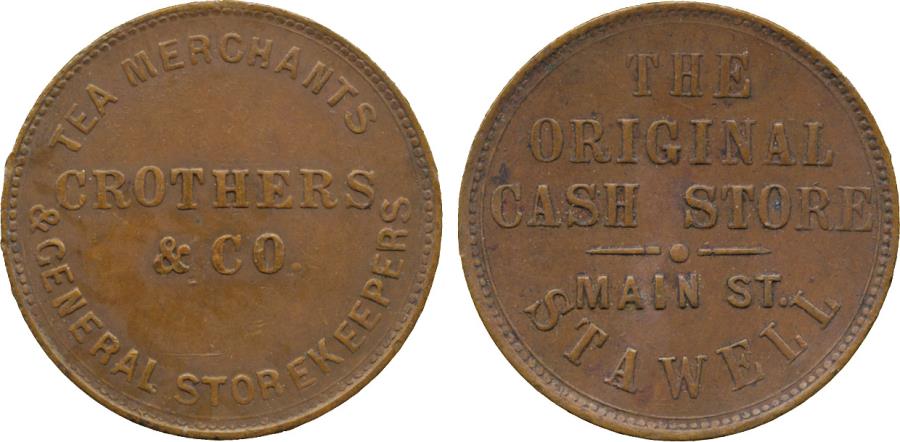 TEA MERCHANTS
CROTHERS
& CO.
& GENERAL STOREKEEPERS
THE
ORIGINAL
CASH STORE
MAIN ST.
STAWELL